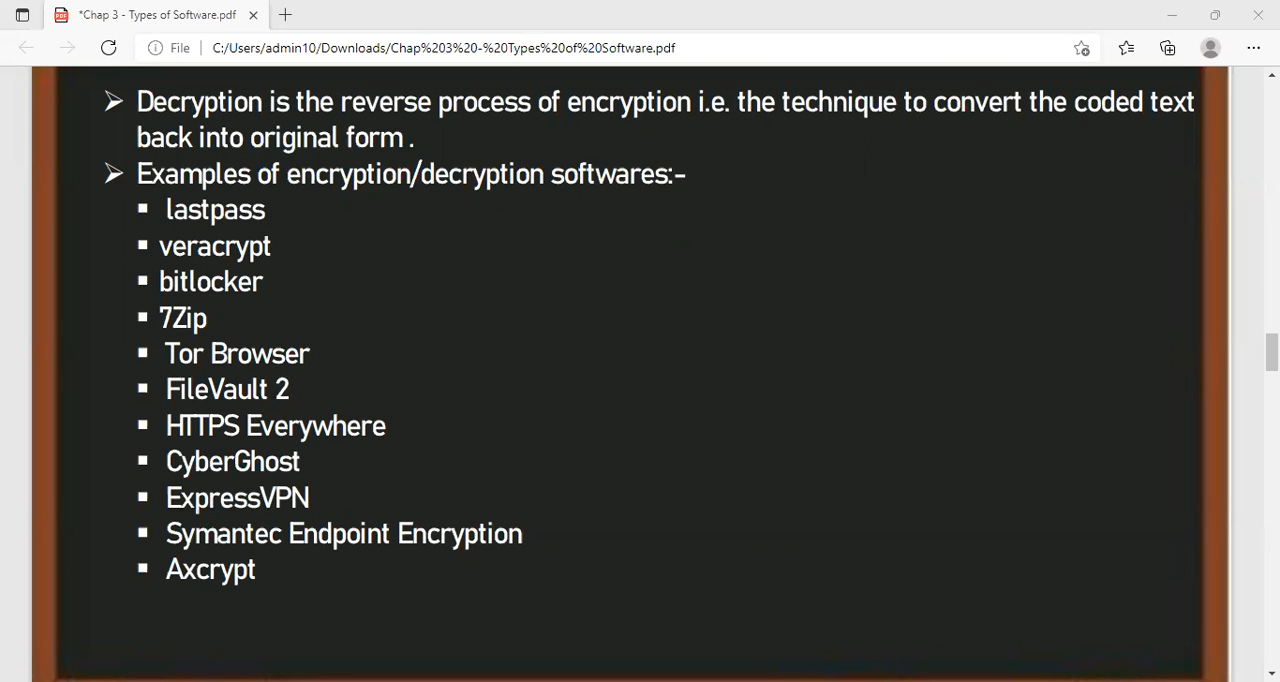 *Chap 3 - Types of Software.pdf
File
C:/Users/admin10/Downloads/Chap%203%20-%20Types%20of%20Software.pdf
➢ Decryption is the reverse process of encryption i.e. the technique to convert the coded text
back into original form .
➢ Examples of encryption/decryption softwares:-
▪ lastpass
▪ veracrypt
▪ bitlocker
▪ 7Zip
▪ Tor Browser
▪ FileVault 2
▪ HTTPS Everywhere
▪ CyberGhost
▪ ExpressVPN
▪ Symantec Endpoint Encryption
▪ Axcrypt